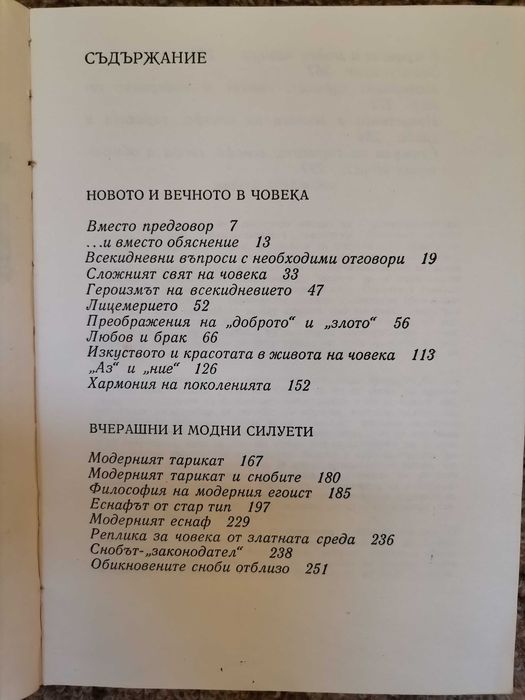 СЪДЪРЖАНИЕ
НОВОТО И ВЕЧНОТО В ЧОВЕКА
Вместо предговор 7
...и вместо обяснение 13
Всекидневни въпроси с необходими отговори 19
Сложният свят на човека 33
Героизмът на всекидневието 47
Лицемерието 52
Преображения на „доброто“ и „злото“ 56
Любов и брак 66
Изкуството и красотата в живота на човека 113
„Аз“ и „ние“ 126
Хармония на поколенията 152
ВЧЕРАШНИ И МОДНИ СИЛУЕТИ
Модерният тарикат 167
Модерният тарикат и снобите 180
Философия на модерния егоист 185
Еснафът от стар тип 197
Модерният еснаф 229
Реплика за човека от златната среда 236
Снобът-„законодател“ 238
Обикновените сноби отблизо 251